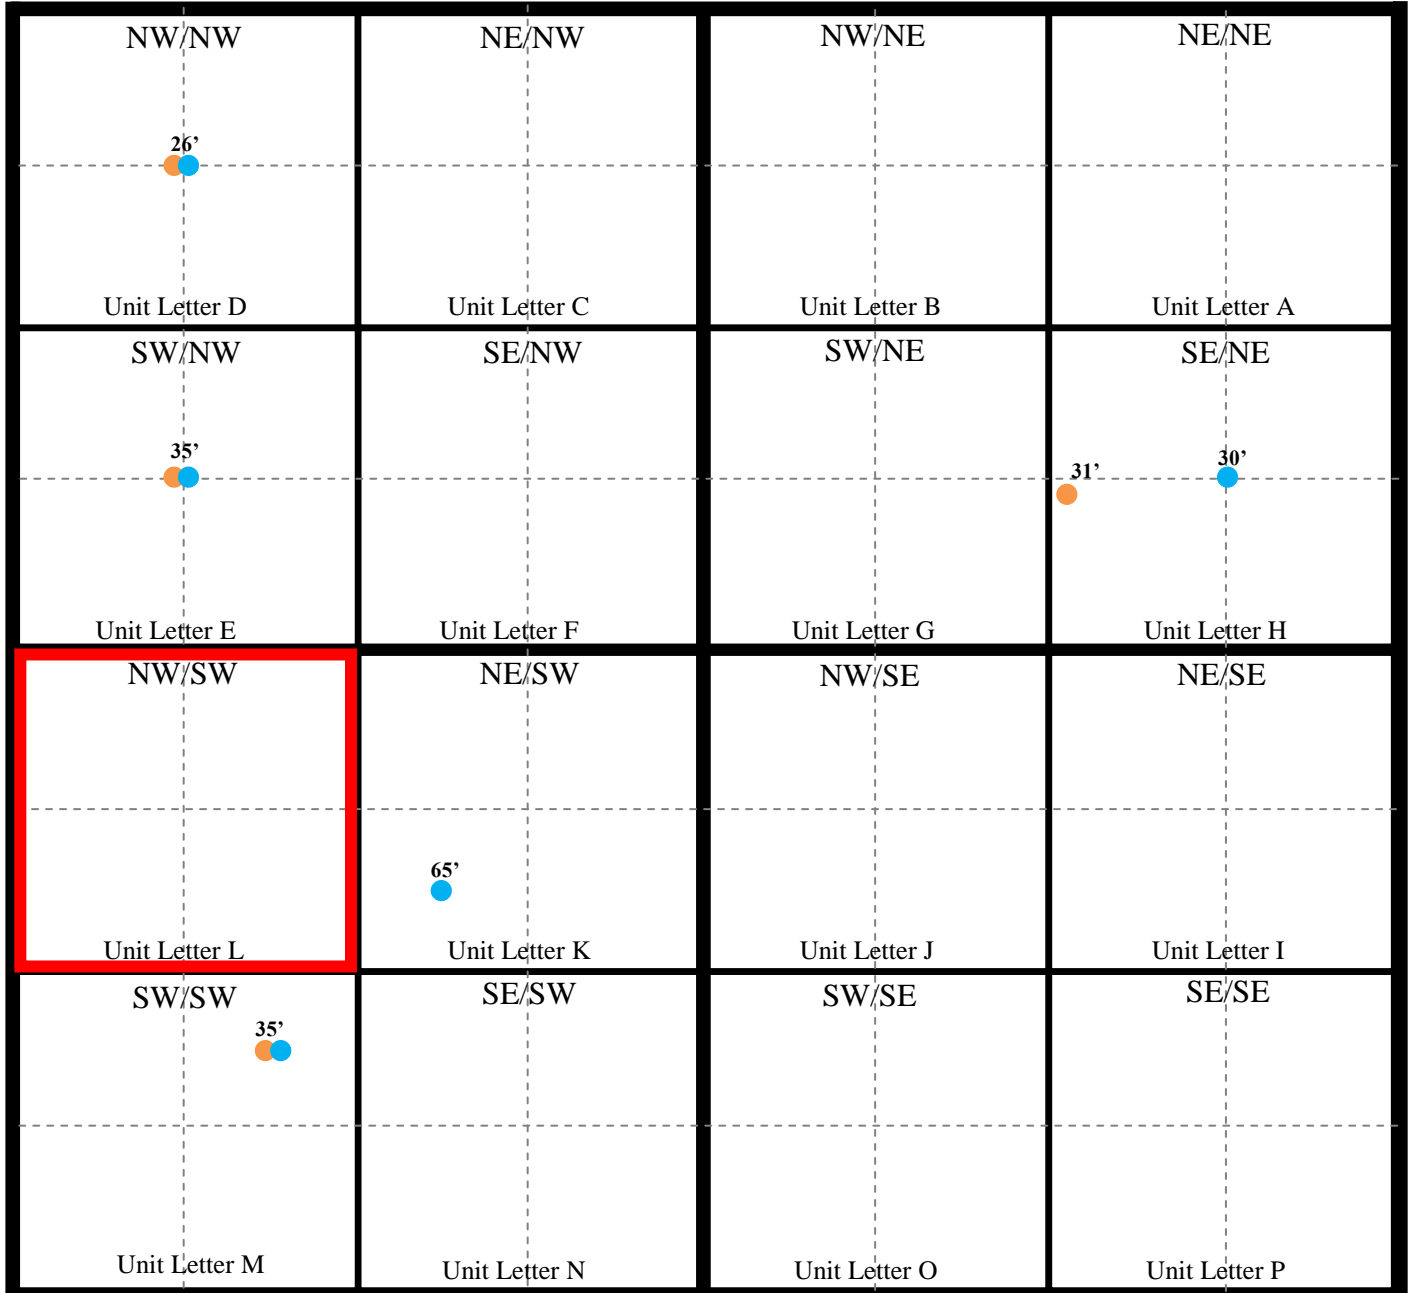 NW/NW
NE/NW
NW/NE
NE/NE
26’
Unit Letter D
Unit Letter C
Unit Letter B
Unit Letter A
SW/NW
SE/NW
SW/NE
SE/NE
35’
31’
30’
Unit Letter E
Unit Letter F
Unit Letter G
Unit Letter H
NW/SW
NE/SW
NW/SE
NE/SE
65’
Unit Letter L
Unit Letter K
Unit Letter J
Unit Letter I
SW/SW
SE/SW
SW/SE
SE/SE
35’
Unit Letter M
Unit Letter N
Unit Letter O
Unit Letter P